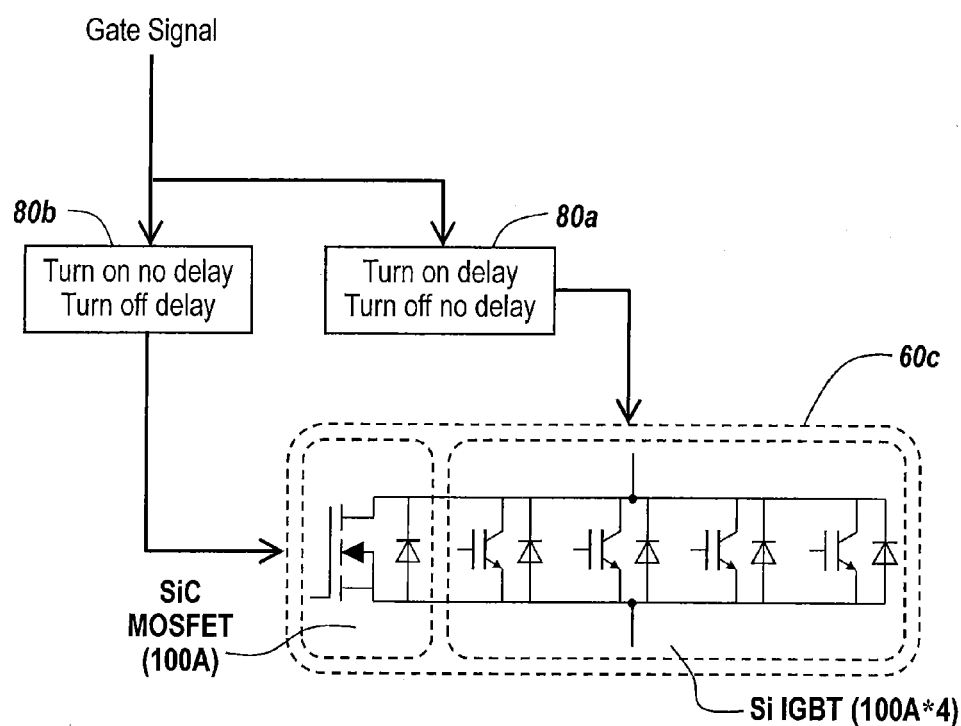 Gate Signal
80b
80a
Turn on no delay
Turn off delay
Turn on delay
Turn off no delay
60c
SiC
MOSFET
(100A)
Si IGBT (100A*4)